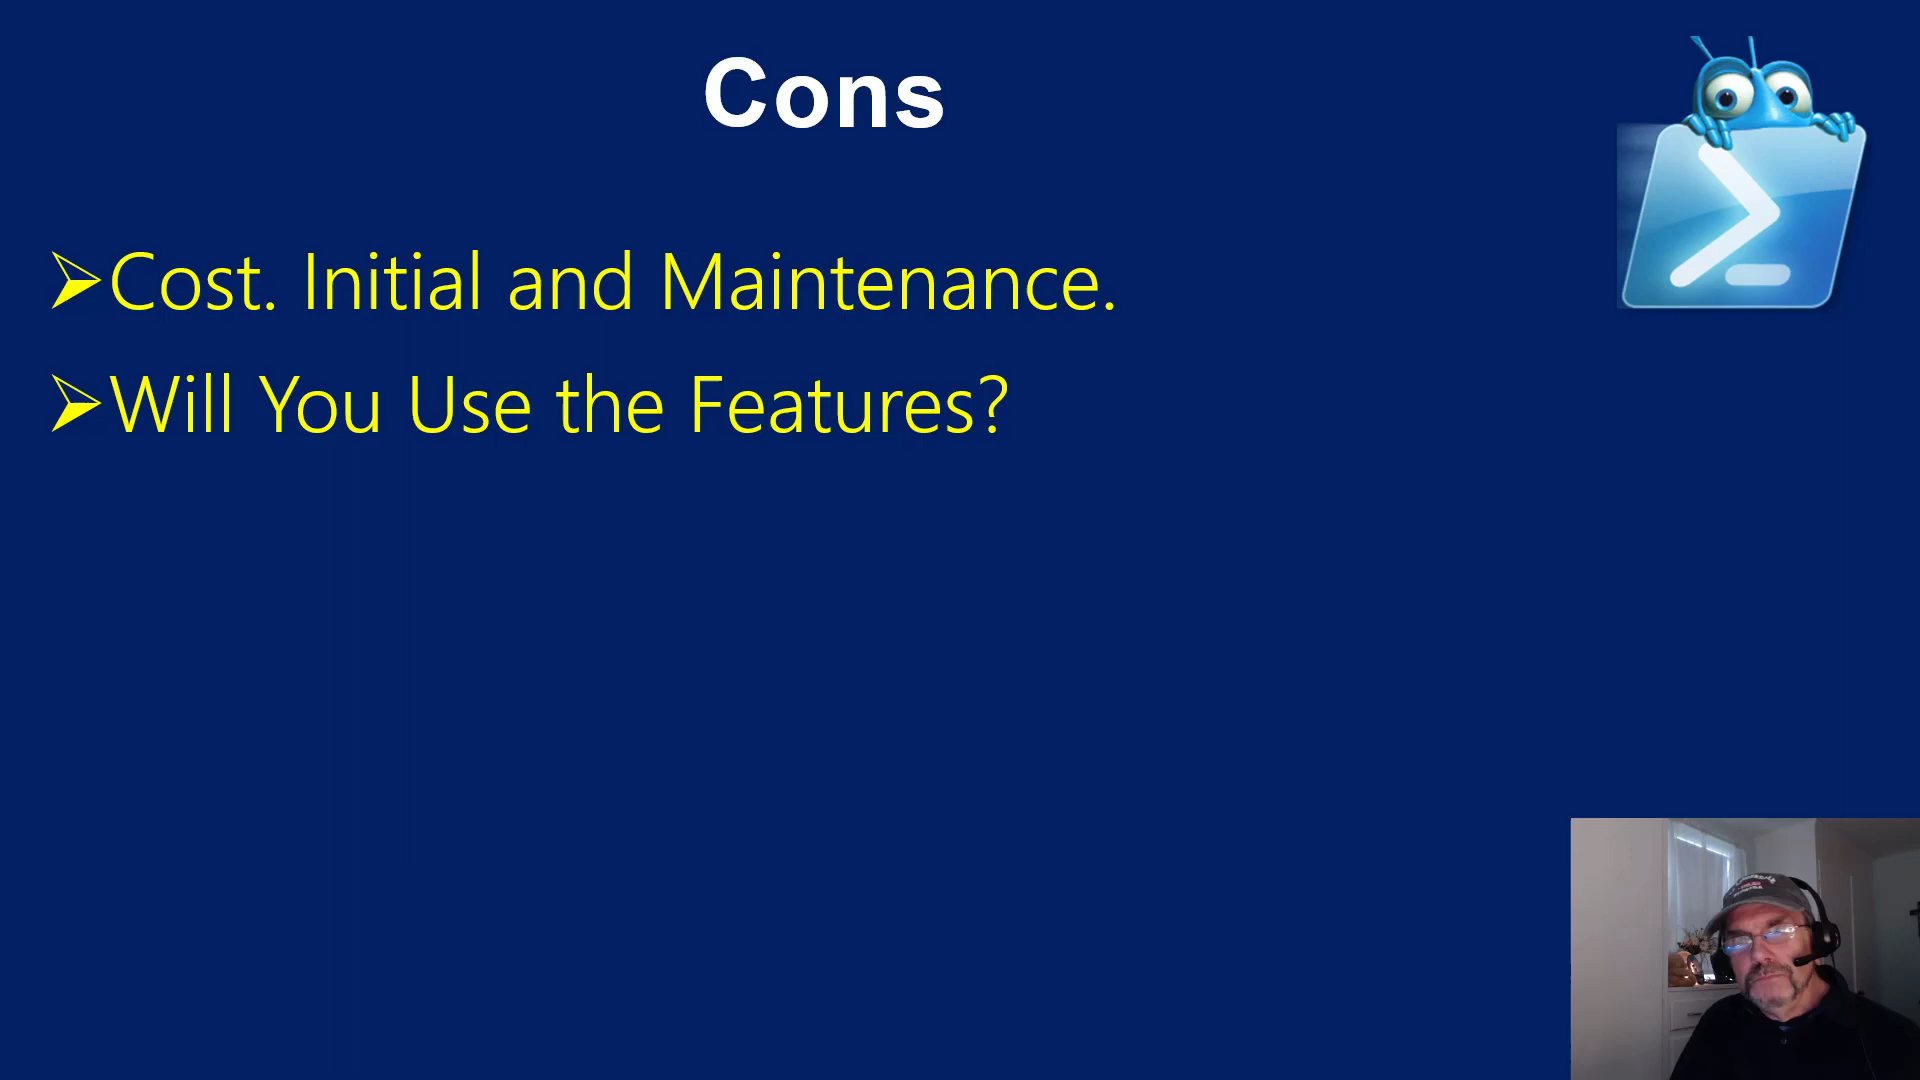 Cons
➢Cost. Initial and Maintenance.
➢Will You Use the Features?